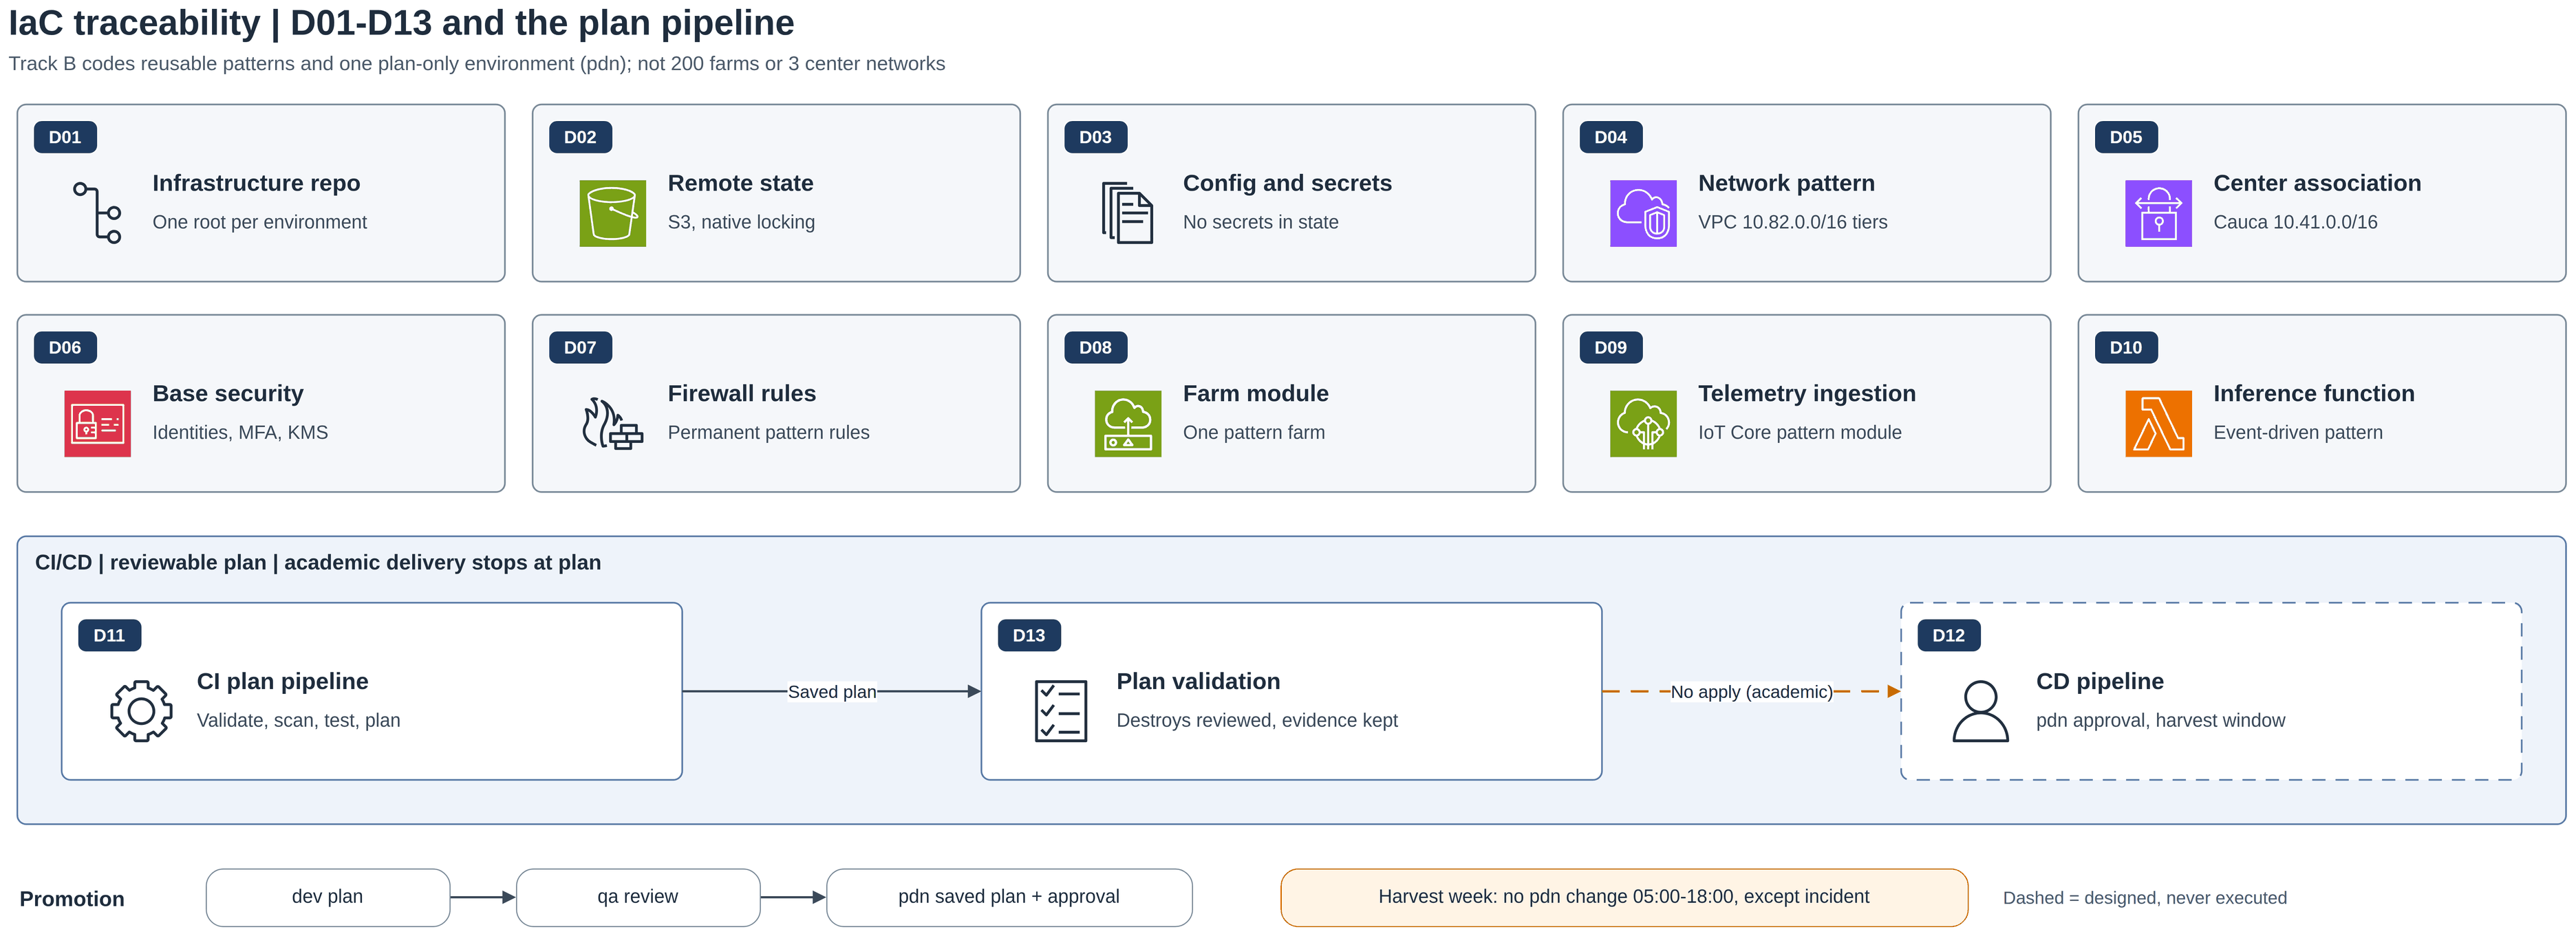 IaC traceability | D01-D13 and the plan pipeline
Track B codes reusable patterns and one plan-only environment (pdn); not 200 farms or 3 center networks
D01
Infrastructure repo
One root per environment
D02
Remote state
S3, native locking
D03
Config and secrets
No secrets in state
D04
Network pattern
VPC 10.82.0.0/16 tiers
D05
Center association
Cauca 10.41.0.0/16
D06
Base security
Identities, MFA, KMS
D07
Firewall rules
Permanent pattern rules
D08
Farm module
One pattern farm
D09
Telemetry ingestion
IoT Core pattern module
D10
Inference function
Event-driven pattern
CI/CD | reviewable plan | academic delivery stops at plan
D11
CI plan pipeline
Validate, scan, test, plan
Saved plan
D13
Plan validation
Destroys reviewed, evidence kept
No apply (academic)
D12
CD pipeline
pdn approval, harvest window
Promotion
dev plan
qa review
pdn saved plan + approval
Harvest week: no pdn change 05:00-18:00, except incident
Dashed = designed, never executed